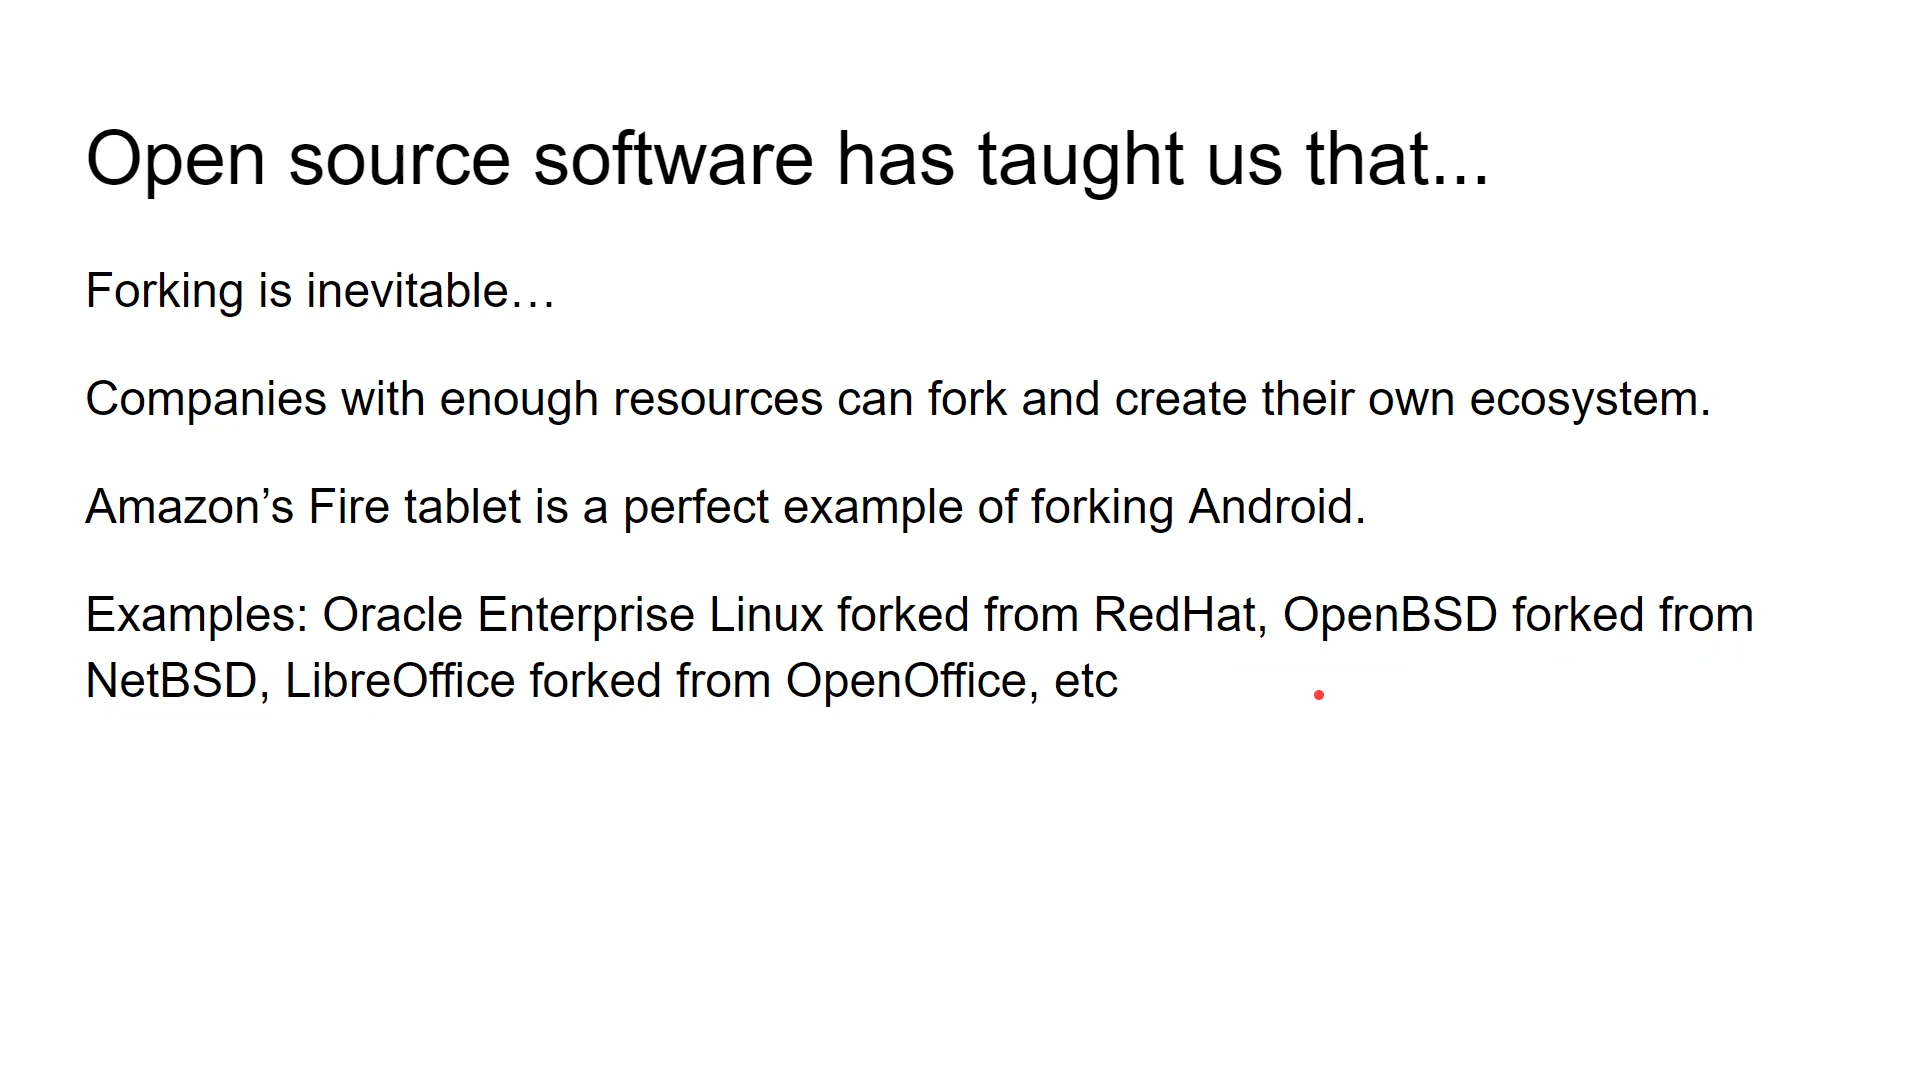 Open source software has taught us that...
Forking is inevitable…
Companies with enough resources can fork and create their own ecosystem.
Amazon’s Fire tablet is a perfect example of forking Android.
Examples: Oracle Enterprise Linux forked from RedHat, OpenBSD forked from
NetBSD, LibreOffice forked from OpenOffice, etc